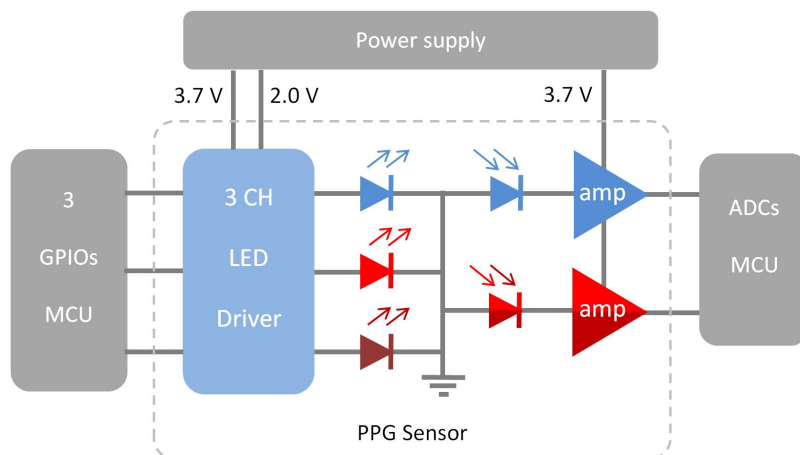 Power supply
3.7 V
2.0 V
3.7 V
3
GPIOs
MCU
3 CH
LED
Driver
amp
amp
ADCs
MCU
PPG Sensor